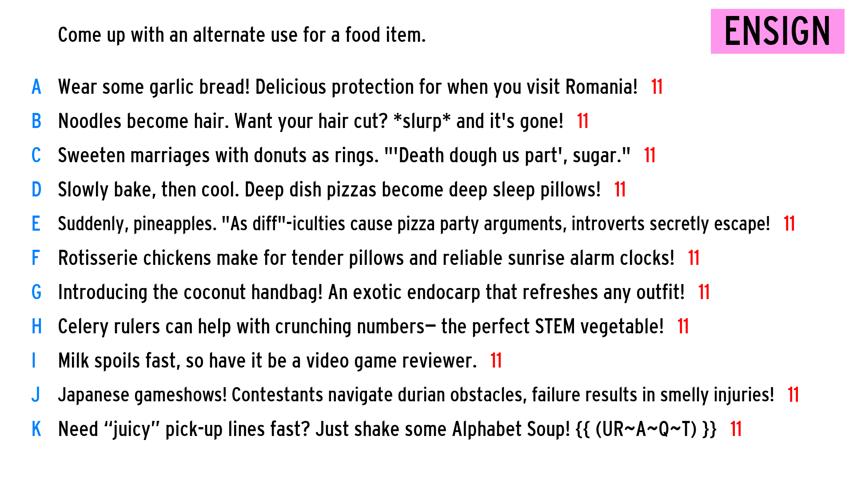 Come up with an alternate use for a food item.
ENSIGN
A Wear some garlic bread! Delicious protection for when you visit Romania! 11
B Noodles become hair. Want your hair cut? *slurp* and it's gone! 11
C Sweeten marriages with donuts as rings. "'Death dough us part', sugar." 11
D Slowly bake, then cool. Deep dish pizzas become deep sleep pillows! 11
E Suddenly, pineapples. "As diff"-iculties cause pizza party arguments, introverts secretly escape! 11
F Rotisserie chickens make for tender pillows and reliable sunrise alarm clocks! 11
G Introducing the coconut handbag! An exotic endocarp that refreshes any outfit! 11
H Celery rulers can help with crunching numbers— the perfect STEM vegetable! 11
I Milk spoils fast, so have it be a video game reviewer. 11
J Japanese gameshows! Contestants navigate durian obstacles, failure results in smelly injuries! 11
K Need “juicy” pick-up lines fast? Just shake some Alphabet Soup! {{ (UR~A~Q~T) }} 11